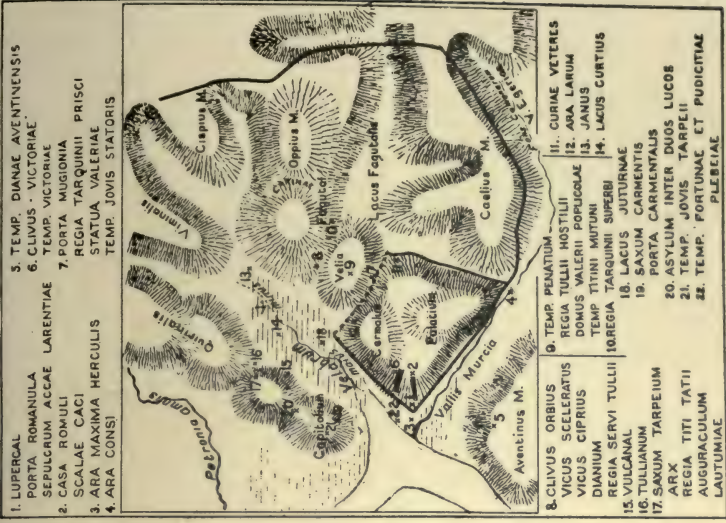 1. LUPERCAL
PORTA ROMANULA
SEPULCRUM ACCAE LARENTIAE
2. CASA ROMULI
SCALAE CACI
3. ARA MAXIMA HERCULIS
4. ARA CONSI
5. TEMP. DIANAE AVENTINENSIS
6. CLIVUS VICTORIAE
TEMP. VICTORIAE
7. PORTA MUGIONIA
REGIA TARQUINII PRISCI
STATUA VALERIAE
TEMP. JOVIS STATORIS
Petronia amnis
Quirinalis
Viminalis
Cispius M.
Oppius M.
Carinae
Fagutal
Lacus Fagutalis
Velia
Capitolium
Cermalus
Palatium
Caelius M.
Vallis Murcia
Aventinus M.
8. CLIVUS ORBIUS
VICUS SCELERATUS
VICUS CIPRIUS
DIANIUM
REGIA SERVI TULLII
15. VULCANAL
16. TULLIANUM
17. SAXUM TARPEIUM
ARX
REGIA TITI TATII
AUGURACULUM
LAUTUMIAE
9. TEMP. PENATIUM
REGIA TULLII HOSTILII
DOMUS VALERII POPLICOLAE
TEMP TITINI MUTUNI
10. REGIA TARQUINII SUPERBI
18. LACUS JUTURNAE
19. SAXUM CARMENTIS
PORTA CARMENTALIS
20. ASYLUM INTER DUOS LUCOS
21. TEMP. JOVIS TARPEII
22. TEMP. FORTUNAE ET PUDICITIAE
PLEBEIAE
11. CURIAE VETERES
12. ARA LARUM
13. JANUS
14. LACUS CURTIUS